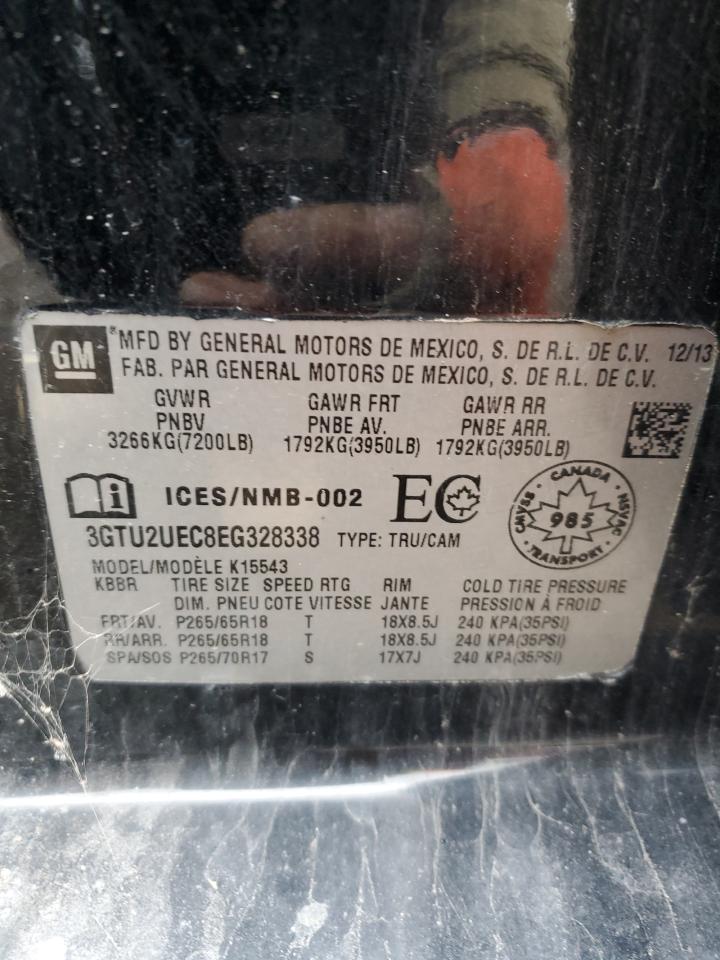 GM
*MFD BY GENERAL MOTORS DE MEXICO, S. DE R.L. DE C.V. 12/13
FAB. PAR GENERAL MOTORS DE MEXICO, S. DE R.L. DE C.V.
GVWR GAWR FRT GAWR RR
PNBV PNBE AV. PNBE ARR.
3266KG(7200LB) 1792KG(3950LB) 1792KG(3950LB)
i ICES/NMB-002 EC
CANADA
CMVSS 985 NSVAC
TRANSPORT
3GTU2UEC8EG328338 TYPE: TRU/CAM
MODEL/MODÈLE K15543
KBBR TIRE SIZE SPEED RTG RIM COLD TIRE PRESSURE
DIM. PNEU COTE VITESSE JANTE PRESSION À FROID
FRT/AV. P265/65R18 T 18X8.5J 240 KPA(35PSI)
RR/ARR. P265/65R18 T 18X8.5J 240 KPA(35PSI)
SPA/SOS P265/70R17 S 17X7J 240 KPA(35PSI)